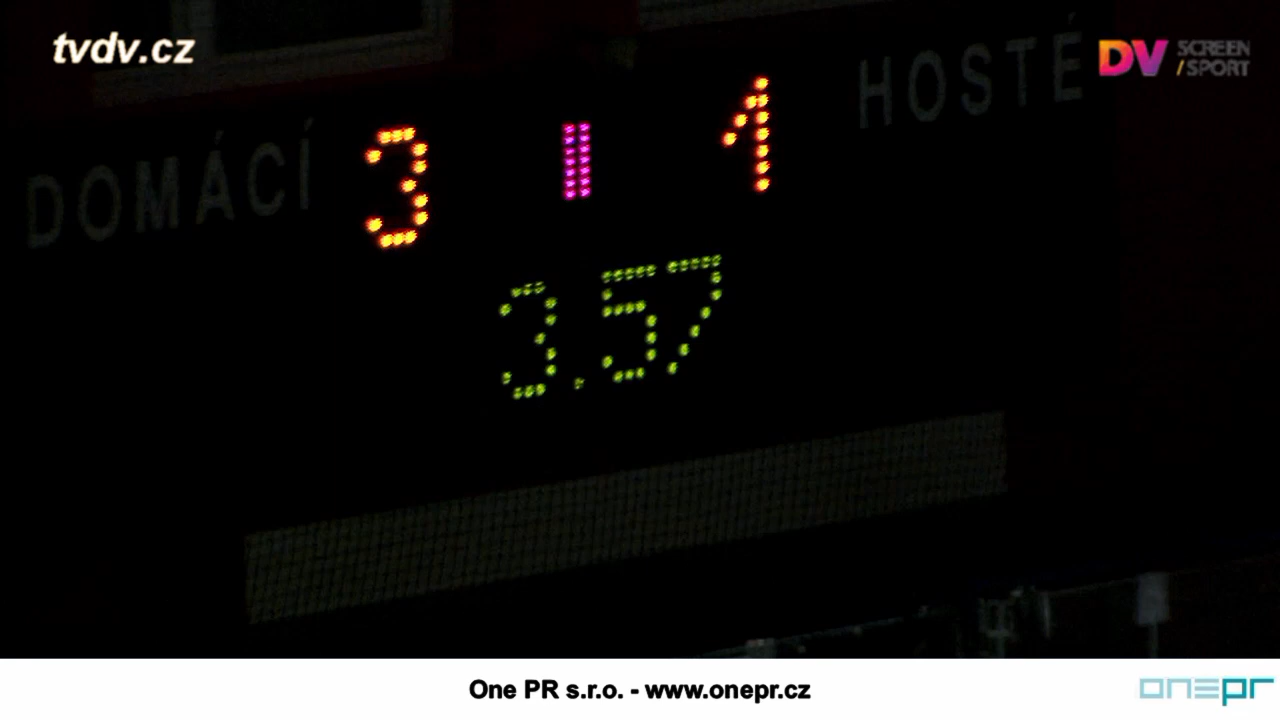 tvdv.cz
DV SCREEN /SPORT
DOMÁCÍ 3 II 1 HOSTÉ
3.57
One PR s.r.o. - www.onepr.cz
onepr